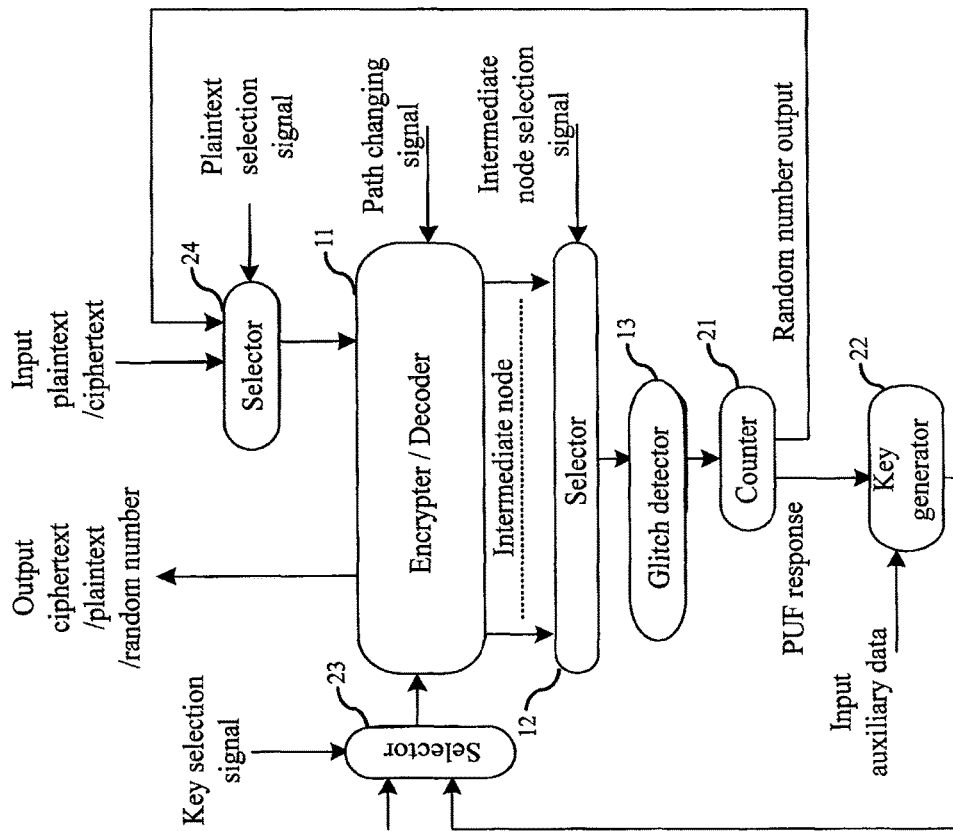 Input
plaintext
/ciphertext
Plaintext
selection
signal
24
Selector
Output
ciphertext
/plaintext
/random number
11
Path changing
signal
Encrypter / Decoder
Key selection
signal
23
Selector
Intermediate node
Intermediate
node selection
signal
12
Selector
13
Glitch detector
21
Counter
Random number output
PUF response
22
Key
generator
Input
auxiliary data